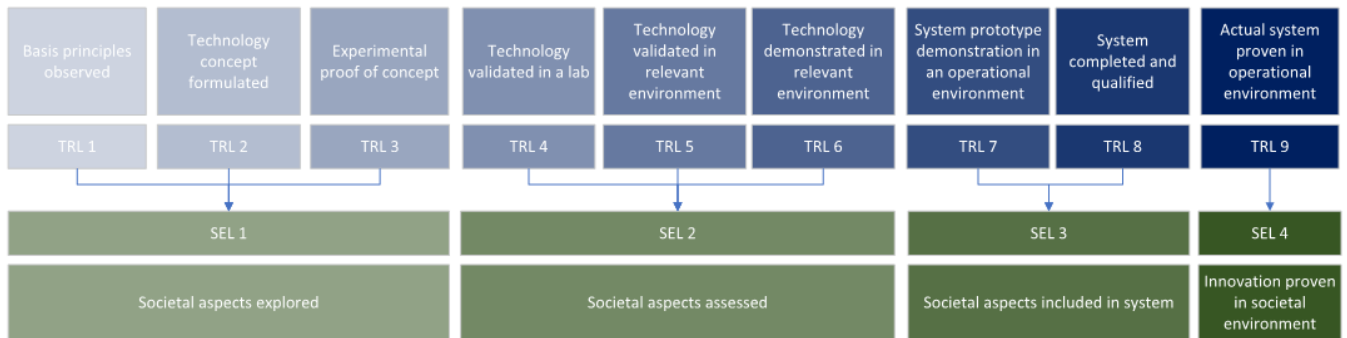 Basis principles
observed
Technology
concept
formulated
Experimental
proof of concept
Technology
validated in a lab
Technology
validated in
relevant
environment
Technology
demonstrated in
relevant
environment
System prototype
demonstration in
an operational
environment
System
completed and
qualified
Actual system
proven in
operational
environment
TRL 1
TRL 2
TRL 3
TRL 4
TRL 5
TRL 6
TRL 7
TRL 8
TRL 9
SEL 1
SEL 2
SEL 3
SEL 4
Societal aspects explored
Societal aspects assessed
Societal aspects included in system
Innovation proven
in societal
environment